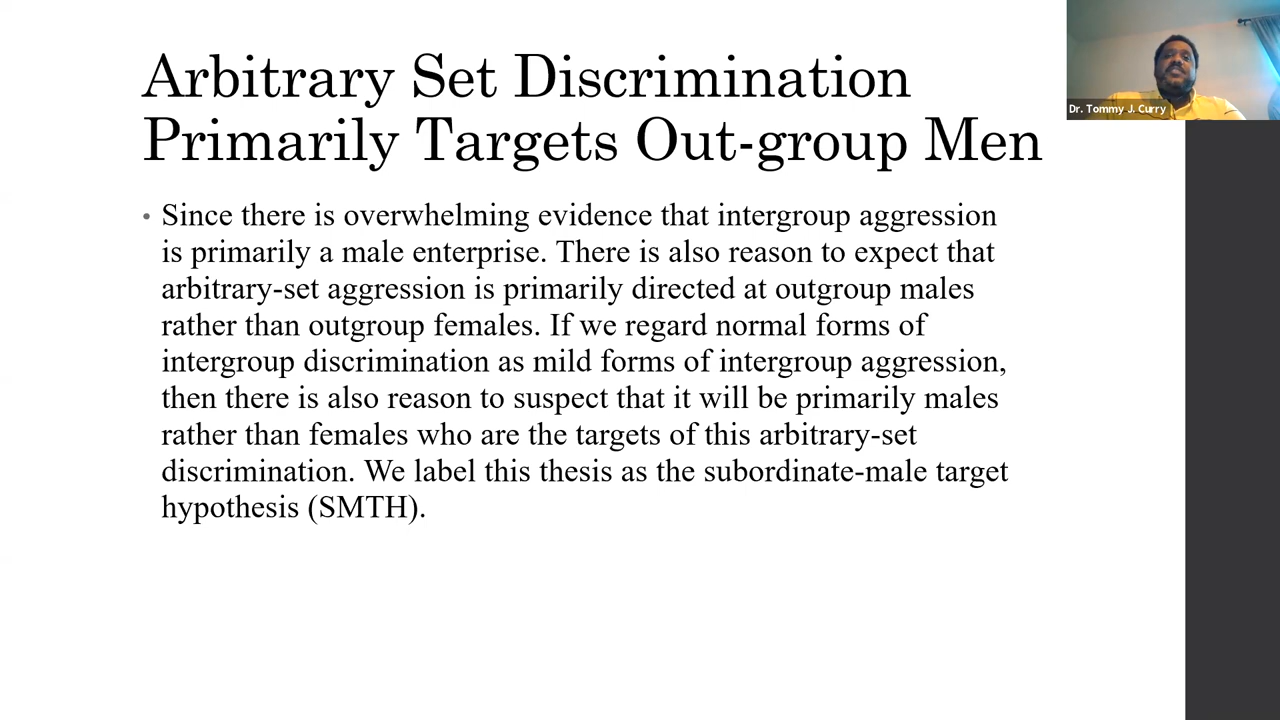 Arbitrary Set Discrimination
Primarily Targets Out-group Men
Dr. Tommy J. Curry
• Since there is overwhelming evidence that intergroup aggression
is primarily a male enterprise. There is also reason to expect that
arbitrary-set aggression is primarily directed at outgroup males
rather than outgroup females. If we regard normal forms of
intergroup discrimination as mild forms of intergroup aggression,
then there is also reason to suspect that it will be primarily males
rather than females who are the targets of this arbitrary-set
discrimination. We label this thesis as the subordinate-male target
hypothesis (SMTH).